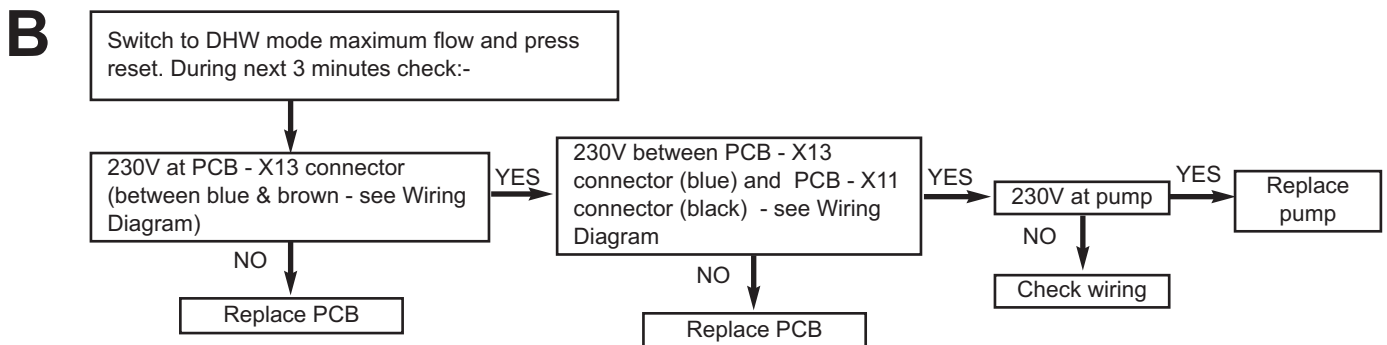 B
Switch to DHW mode maximum flow and press
reset. During next 3 minutes check:-
230V at PCB - X13 connector
(between blue & brown - see Wiring
Diagram)
YES
230V between PCB - X13
connector (blue) and PCB - X11
connector (black) - see Wiring
Diagram
YES
230V at pump
YES
Replace
pump
NO
Replace PCB
NO
Replace PCB
NO
Check wiring